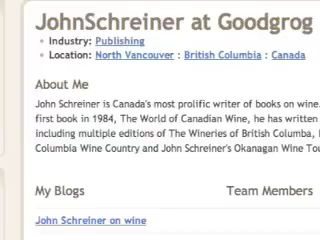 JohnSchreiner at Goodgrog
Industry: Publishing
Location: North Vancouver : British Columbia : Canada
About Me
John Schreiner is Canada's most prolific writer of books on wine.
first book in 1984, The World of Canadian Wine, he has written
including multiple editions of The Wineries of British Columba,
Columbia Wine Country and John Schreiner's Okanagan Wine Tou
My Blogs
Team Members
John Schreiner on wine